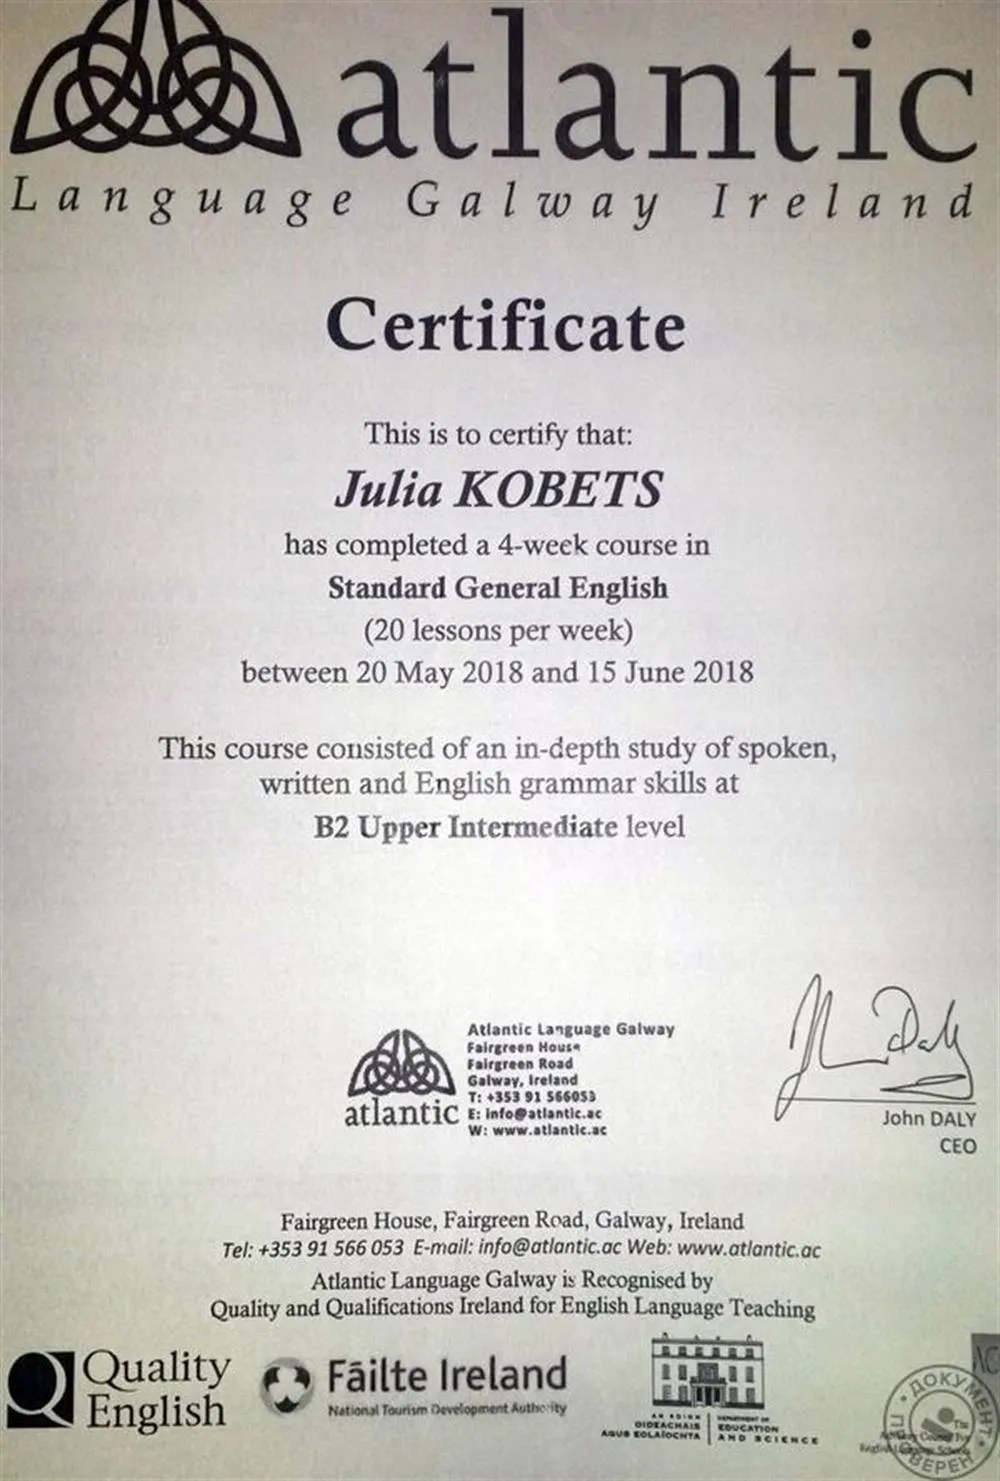 atlantic
Language Galway Ireland
Certificate
This is to certify that:
Julia KOBETS
has completed a 4-week course in
Standard General English
(20 lessons per week)
between 20 May 2018 and 15 June 2018
This course consisted of an in-depth study of spoken,
written and English grammar skills at
B2 Upper Intermediate level
atlantic
Atlantic Language Galway
Fairgreen House
Fairgreen Road
Galway, Ireland
T: +353 91 566053
E: info@atlantic.ac
W: www.atlantic.ac
John DALY
CEO
Fairgreen House, Fairgreen Road, Galway, Ireland
Tel: +353 91 566 053 E-mail: info@atlantic.ac Web: www.atlantic.ac
Atlantic Language Galway is Recognised by
Quality and Qualifications Ireland for English Language Teaching
Quality
English
Fáilte Ireland
National Tourism Development Authority
AN ROINN
OIDEACHAIS
AGUS EOLAÍOCHTA
DEPARTMENT OF
EDUCATION
AND SCIENCE
ДОКУМЕНТ
The
English Language Schools